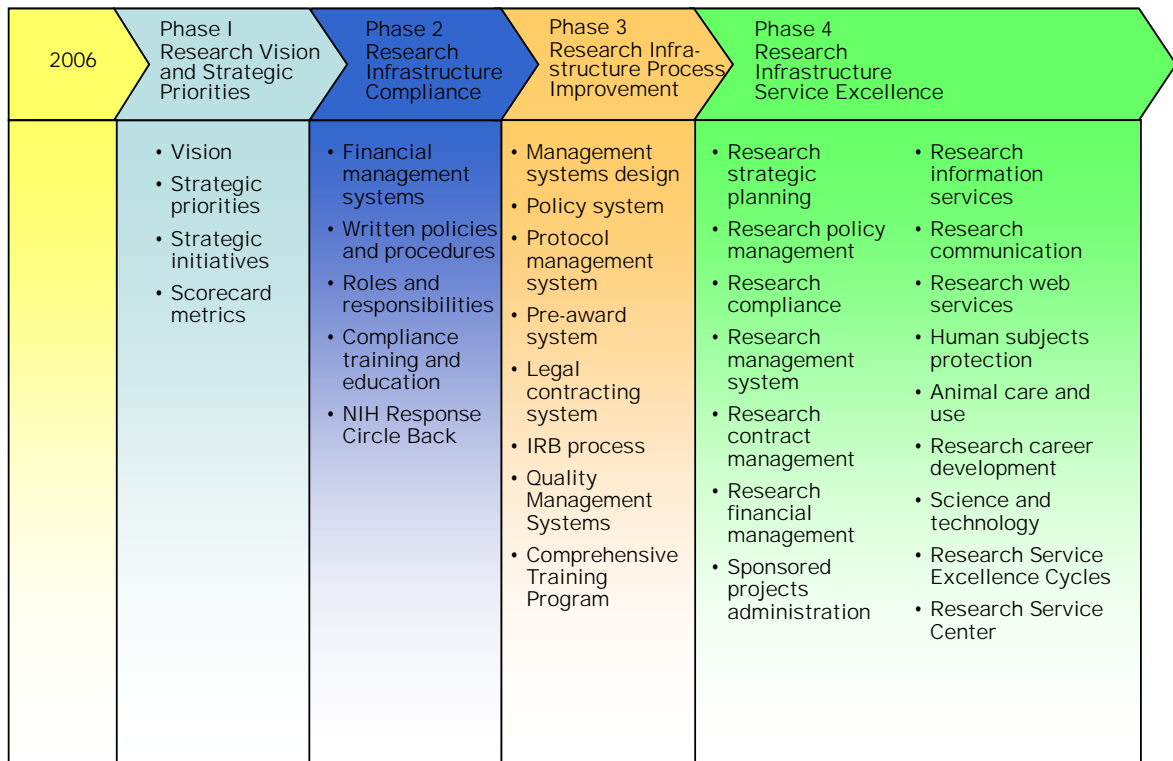 2006
Phase I
Research Vision
and Strategic
Priorities
Phase 2
Research
Infrastructure
Compliance
Phase 3
Research Infra-
structure Process
Improvement
Phase 4
Research
Infrastructure
Service Excellence
• Vision
• Strategic
priorities
• Strategic
initiatives
• Scorecard
metrics
• Financial
management
systems
• Written policies
and procedures
• Roles and
responsibilities
• Compliance
training and
education
• NIH Response
Circle Back
• Management
systems design
• Policy system
• Protocol
management
system
• Pre-award
system
• Legal
contracting
system
• IRB process
• Quality
Management
Systems
• Comprehensive
Training
Program
• Research
strategic
planning
• Research policy
management
• Research
compliance
• Research
management
system
• Research
contract
management
• Research
financial
management
• Sponsored
projects
administration
• Research
information
services
• Research
communication
• Research web
services
• Human subjects
protection
• Animal care and
use
• Research career
development
• Science and
technology
• Research Service
Excellence Cycles
• Research Service
Center